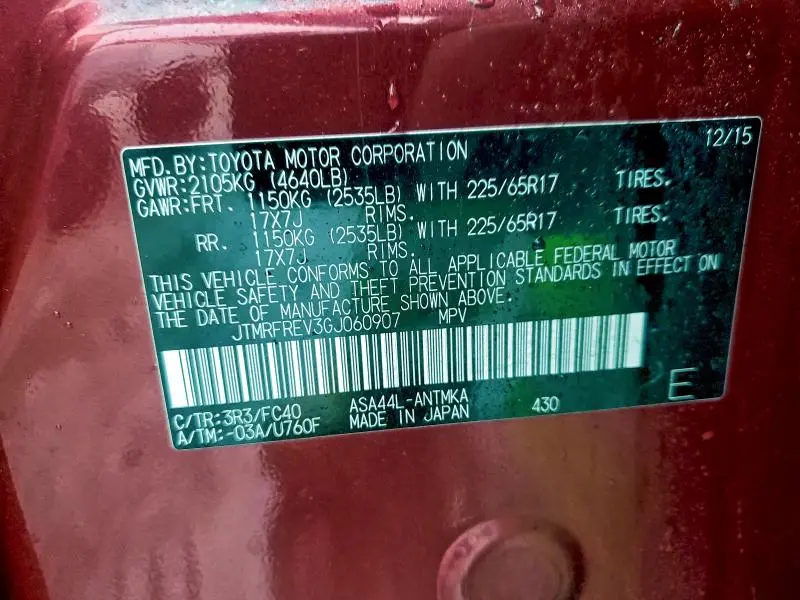 12/15
MFD.BY:TOYOTA MOTOR CORPORATION
GVWR:2105KG (4640LB)
GAWR:FRT. 1150KG (2535LB) WITH 225/65R17 TIRES.
17X7J RIMS.
RR. 1150KG (2535LB) WITH 225/65R17 TIRES.
17X7J RIMS.
THIS VEHICLE CONFORMS TO ALL APPLICABLE FEDERAL MOTOR
VEHICLE SAFETY AND THEFT PREVENTION STANDARDS IN EFFECT ON
THE DATE OF MANUFACTURE SHOWN ABOVE.
JTMRFREV3GJ060907 MPV
C/TR:3R3/FC40 ASA44L-ANTMKA 430 E
A/TM:-03A/U760F MADE IN JAPAN